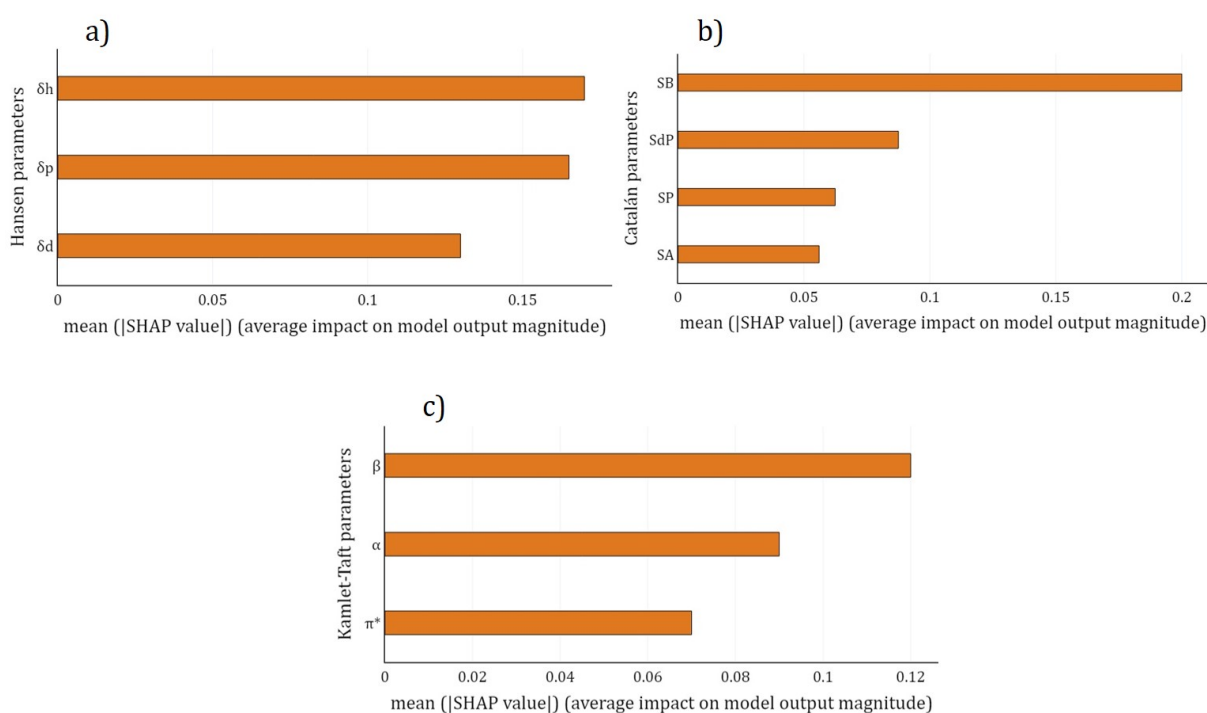 a)
Hansen parameters
δh
δp
δd
0 0.05 0.1 0.15
mean (|SHAP value|) (average impact on model output magnitude)
b)
Catalán parameters
SB
SdP
SP
SA
0 0.05 0.1 0.15 0.2
mean (|SHAP value|) (average impact on model output magnitude)
c)
Kamlet-Taft parameters
β
α
π*
0 0.02 0.04 0.06 0.08 0.1 0.12
mean (|SHAP value|) (average impact on model output magnitude)